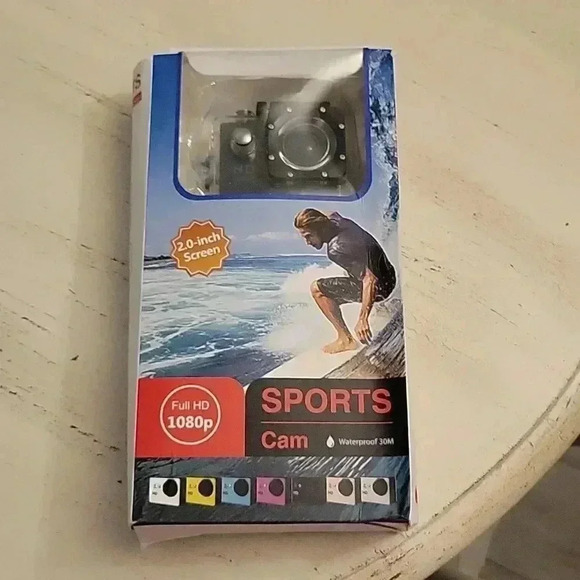 2.0-inch
Screen
Full HD
1080p
SPORTS
Cam
Waterproof 30M